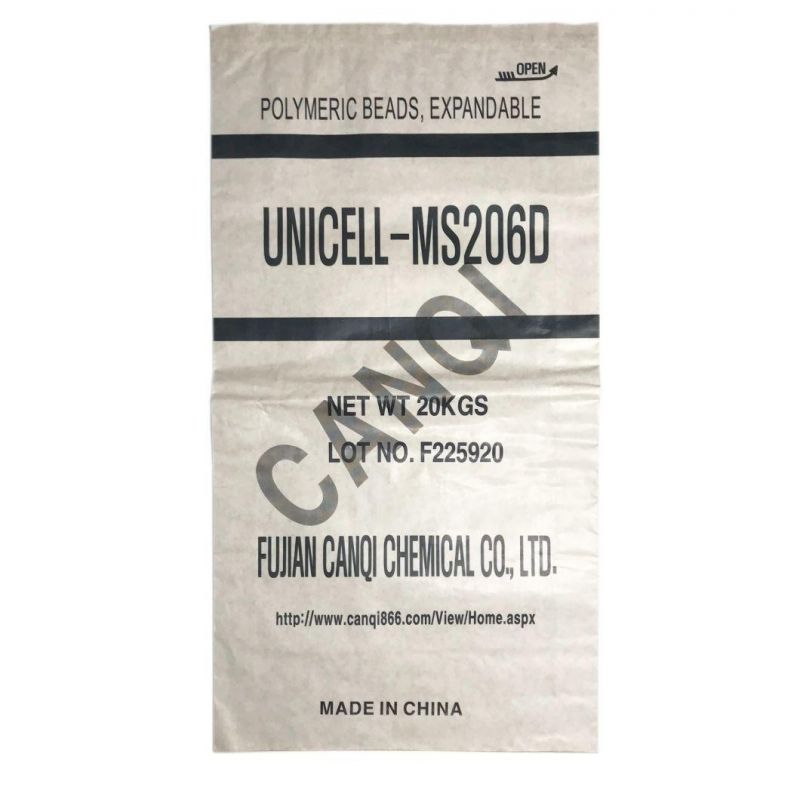 OPEN
POLYMERIC BEADS, EXPANDABLE
UNICELL-MS206D
CANQI
NET WT 20KGS
LOT NO. F225920
FUJIAN CANQI CHEMICAL CO., LTD.
http://www.canqi866.com/View/Home.aspx
MADE IN CHINA